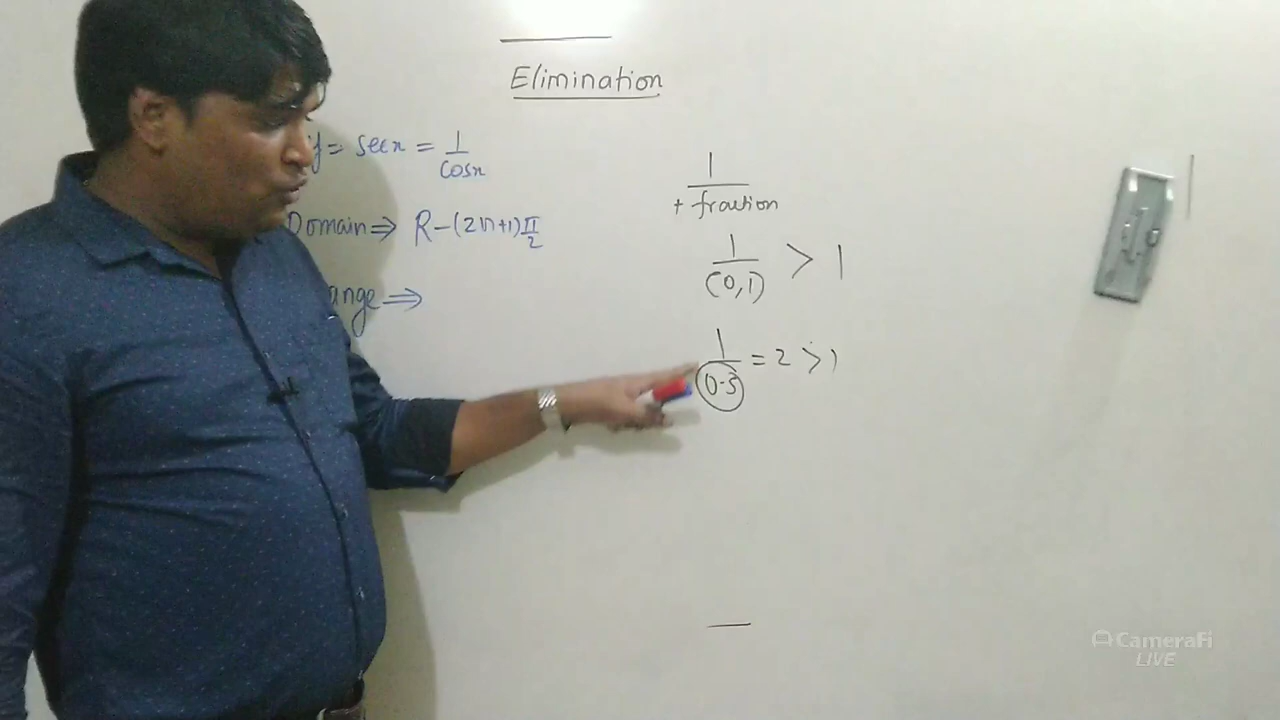 Elimination
y = sec x = 1/cosx
Domain ⇒ R-(2n+1)π/2
ange ⇒
1/+ fraction
1/(0,1) > 1
1/0.5 = 2 > 1
CameraFi
LIVE